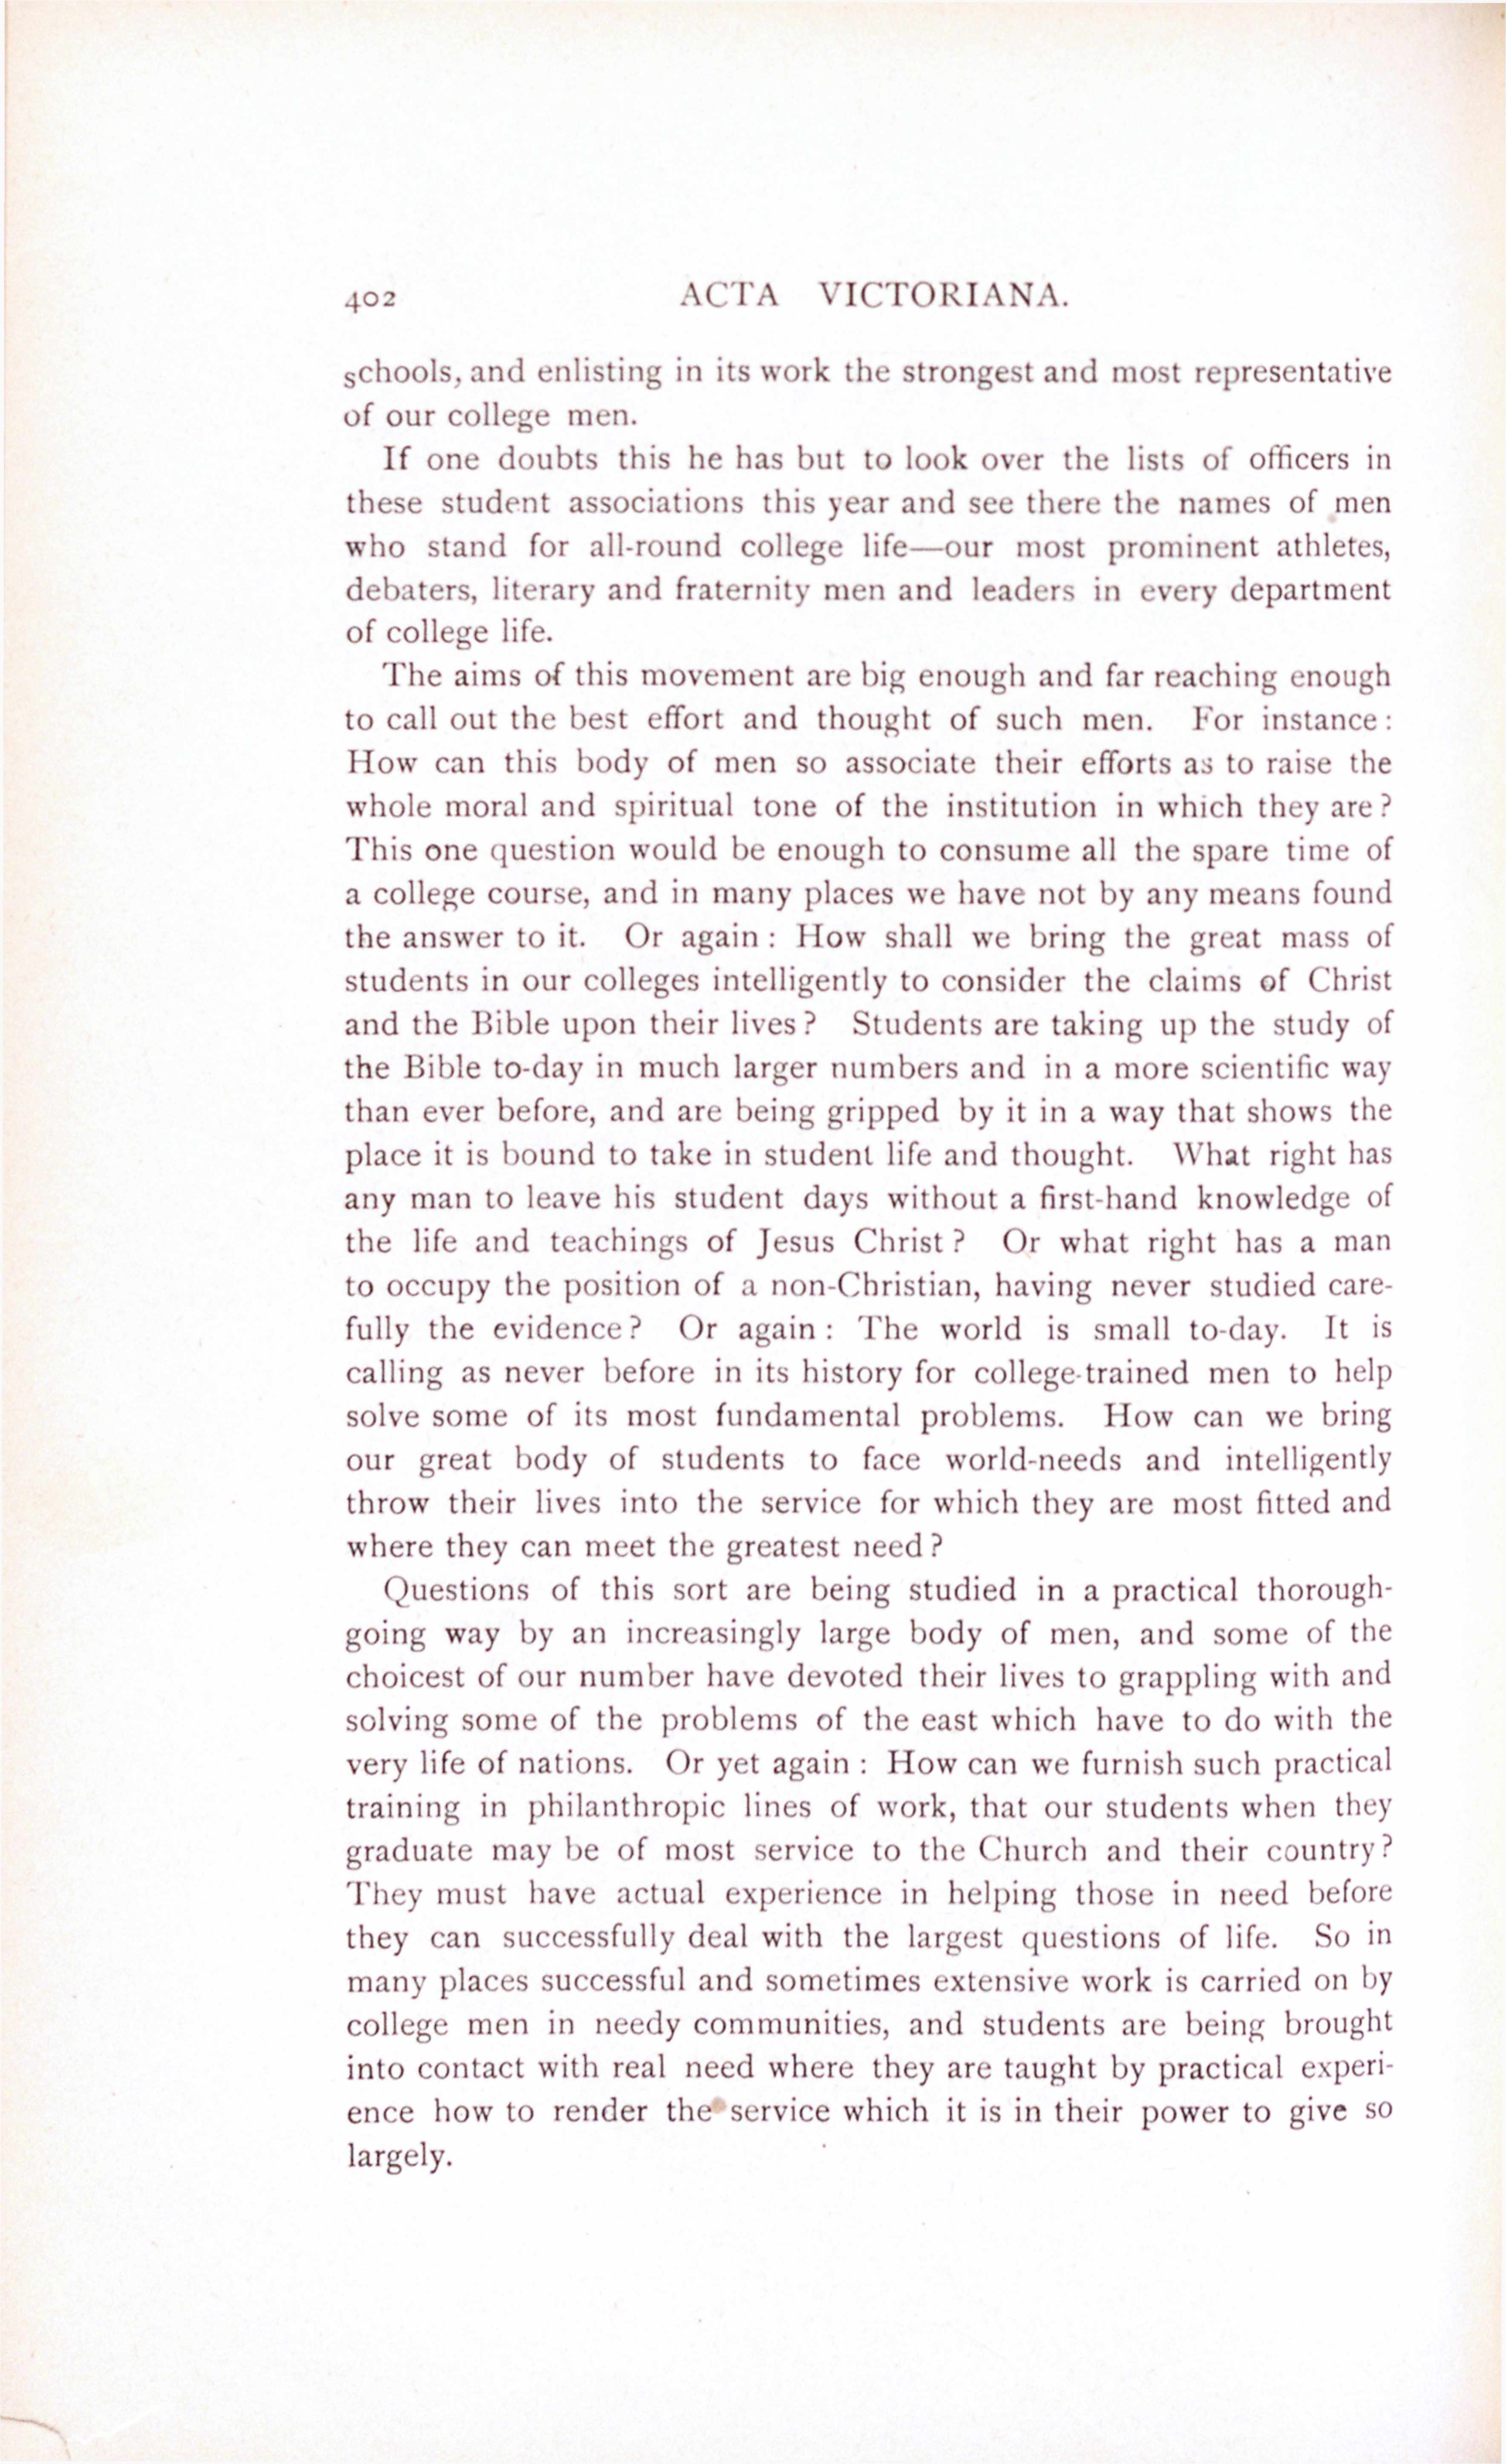 402 ACTA VICTORIANA.
schools, and enlisting in its work the strongest and most representative
of our college men.
If one doubts this he has but to look over the lists of officers in
these student associations this year and see there the names of men
who stand for all-round college life—our most prominent athletes,
debaters, literary and fraternity men and leaders in every department
of college life.
The aims of this movement are big enough and far reaching enough
to call out the best effort and thought of such men. For instance:
How can this body of men so associate their efforts as to raise the
whole moral and spiritual tone of the institution in which they are?
This one question would be enough to consume all the spare time of
a college course, and in many places we have not by any means found
the answer to it. Or again: How shall we bring the great mass of
students in our colleges intelligently to consider the claims of Christ
and the Bible upon their lives? Students are taking up the study of
the Bible to-day in much larger numbers and in a more scientific way
than ever before, and are being gripped by it in a way that shows the
place it is bound to take in student life and thought. What right has
any man to leave his student days without a first-hand knowledge of
the life and teachings of Jesus Christ? Or what right has a man
to occupy the position of a non-Christian, having never studied care-
fully the evidence? Or again: The world is small to-day. It is
calling as never before in its history for college-trained men to help
solve some of its most fundamental problems. How can we bring
our great body of students to face world-needs and intelligently
throw their lives into the service for which they are most fitted and
where they can meet the greatest need?
Questions of this sort are being studied in a practical thorough-
going way by an increasingly large body of men, and some of the
choicest of our number have devoted their lives to grappling with and
solving some of the problems of the east which have to do with the
very life of nations. Or yet again: How can we furnish such practical
training in philanthropic lines of work, that our students when they
graduate may be of most service to the Church and their country?
They must have actual experience in helping those in need before
they can successfully deal with the largest questions of life. So in
many places successful and sometimes extensive work is carried on by
college men in needy communities, and students are being brought
into contact with real need where they are taught by practical experi-
ence how to render the service which it is in their power to give so
largely.